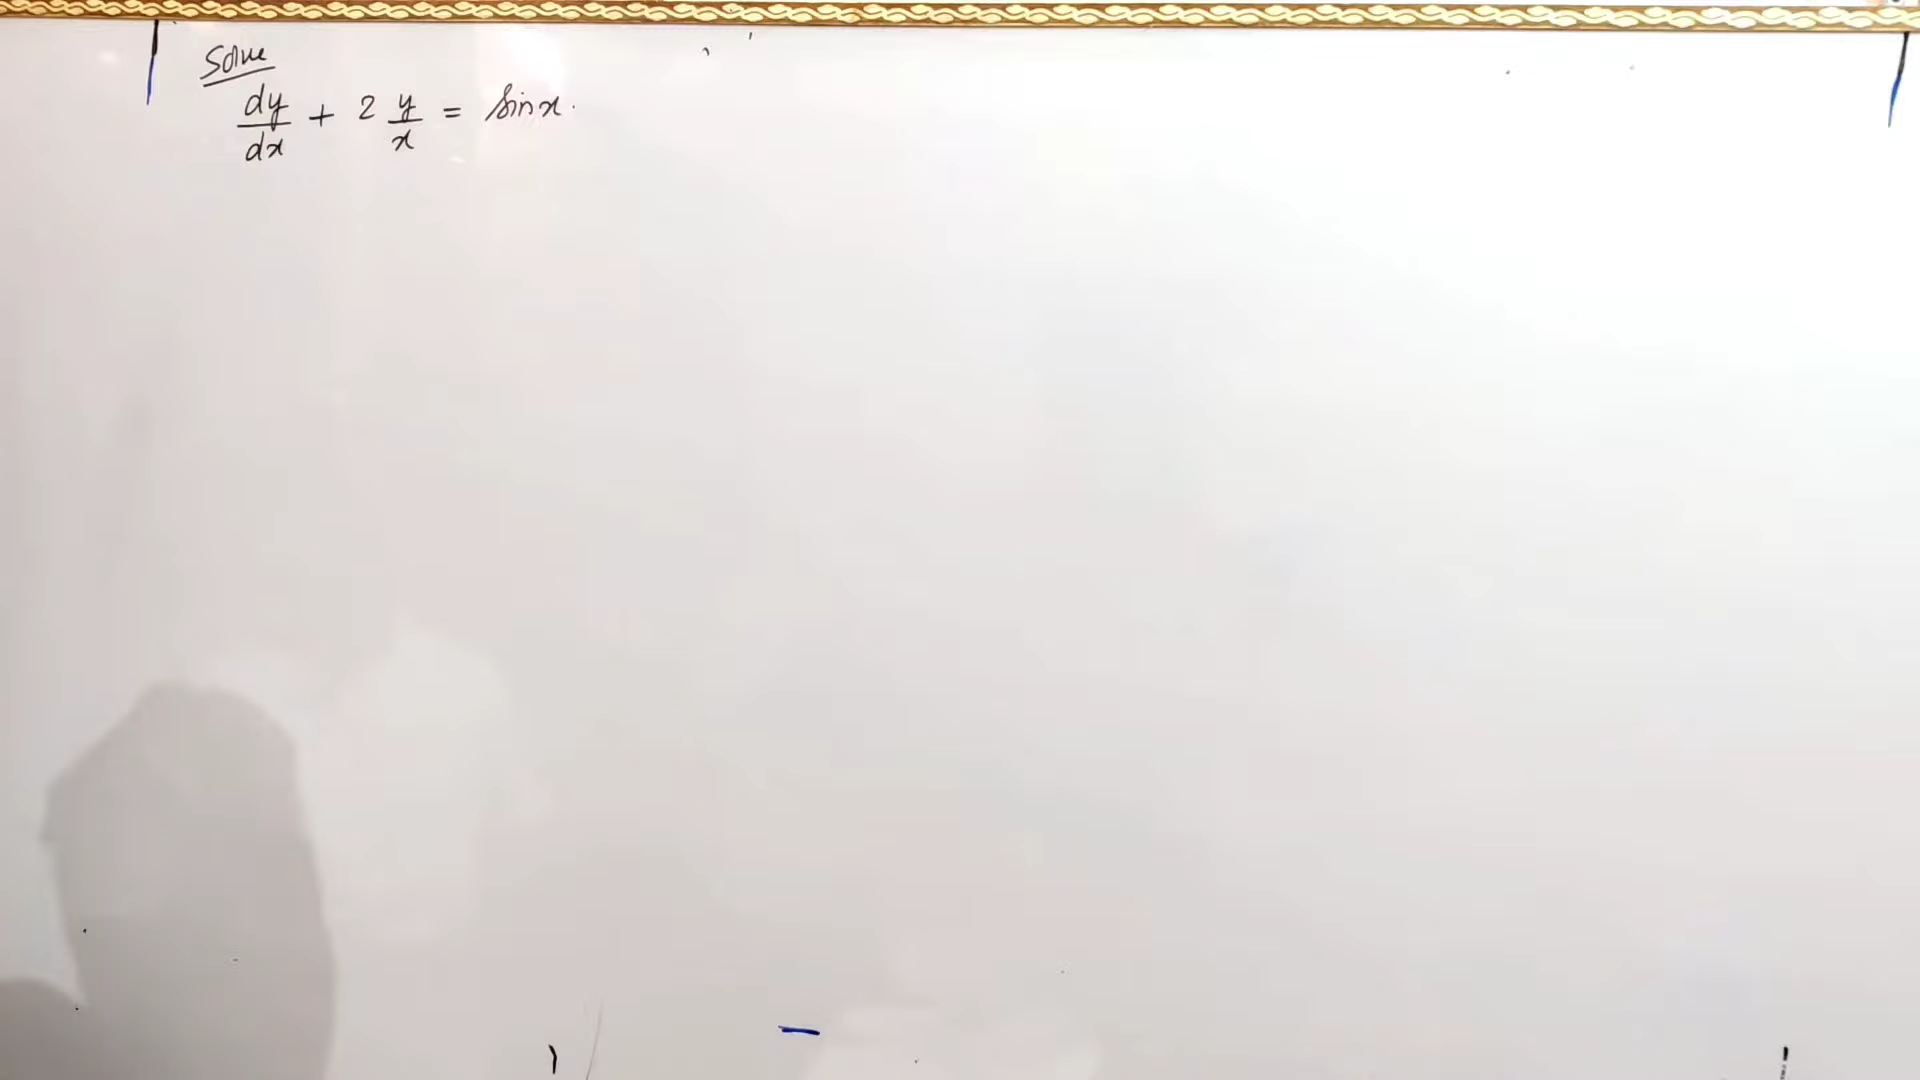 Solve
dy/dx + 2 y/x = sinx.